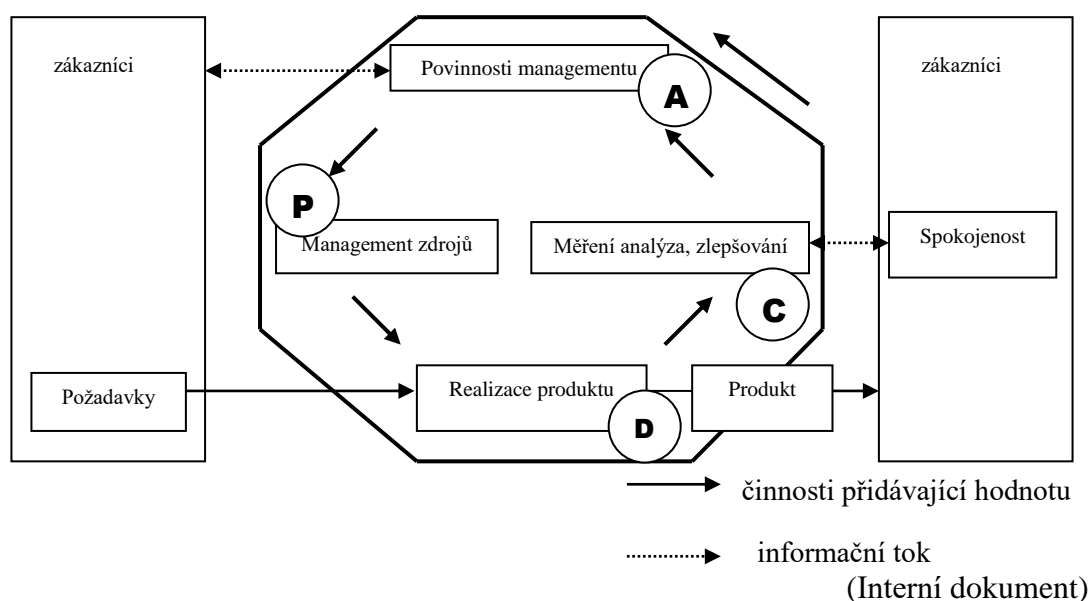 zákazníci
Povinnosti managementu
zákazníci
A
P
Management zdrojů
Měření analýza, zlepšování
Spokojenost
C
Požadavky
Realizace produktu
Produkt
D
činnosti přidávající hodnotu
informační tok
(Interní dokument)